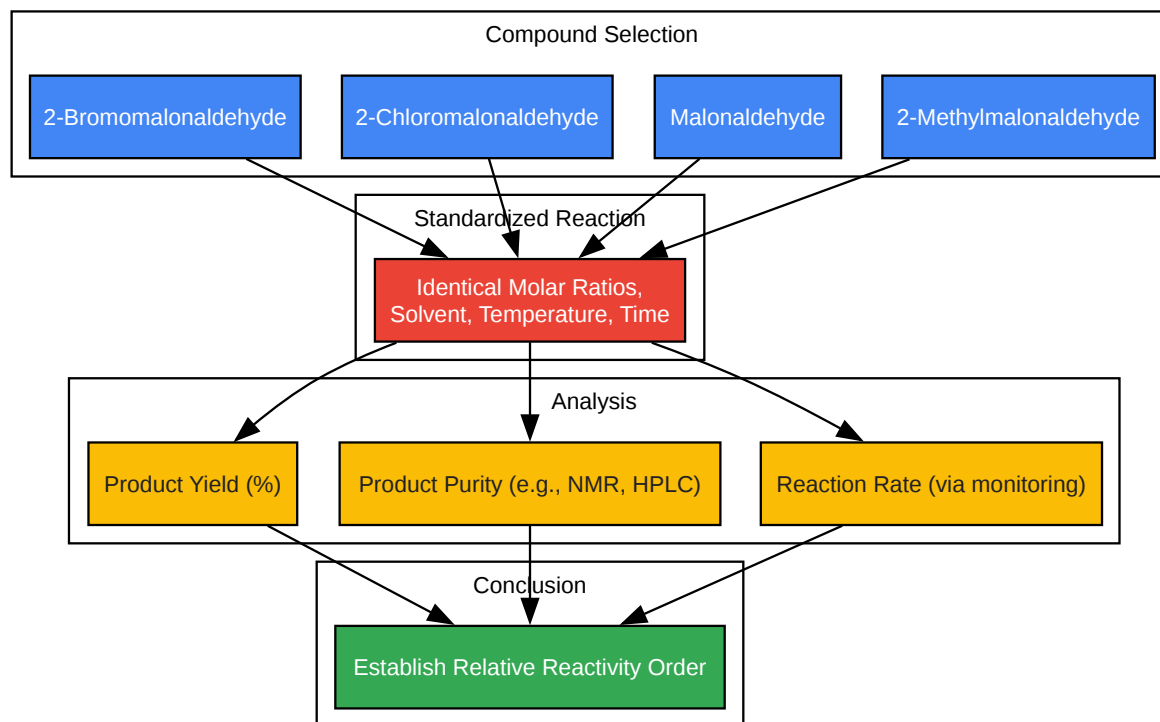 Compound Selection
2-Bromomalonaldehyde
2-Chloromalonaldehyde
Malonaldehyde
2-Methylmalonaldehyde
Standardized Reaction
Identical Molar Ratios,
Solvent, Temperature, Time
Analysis
Product Yield (%)
Product Purity (e.g., NMR, HPLC)
Reaction Rate (via monitoring)
Conclusion
Establish Relative Reactivity Order